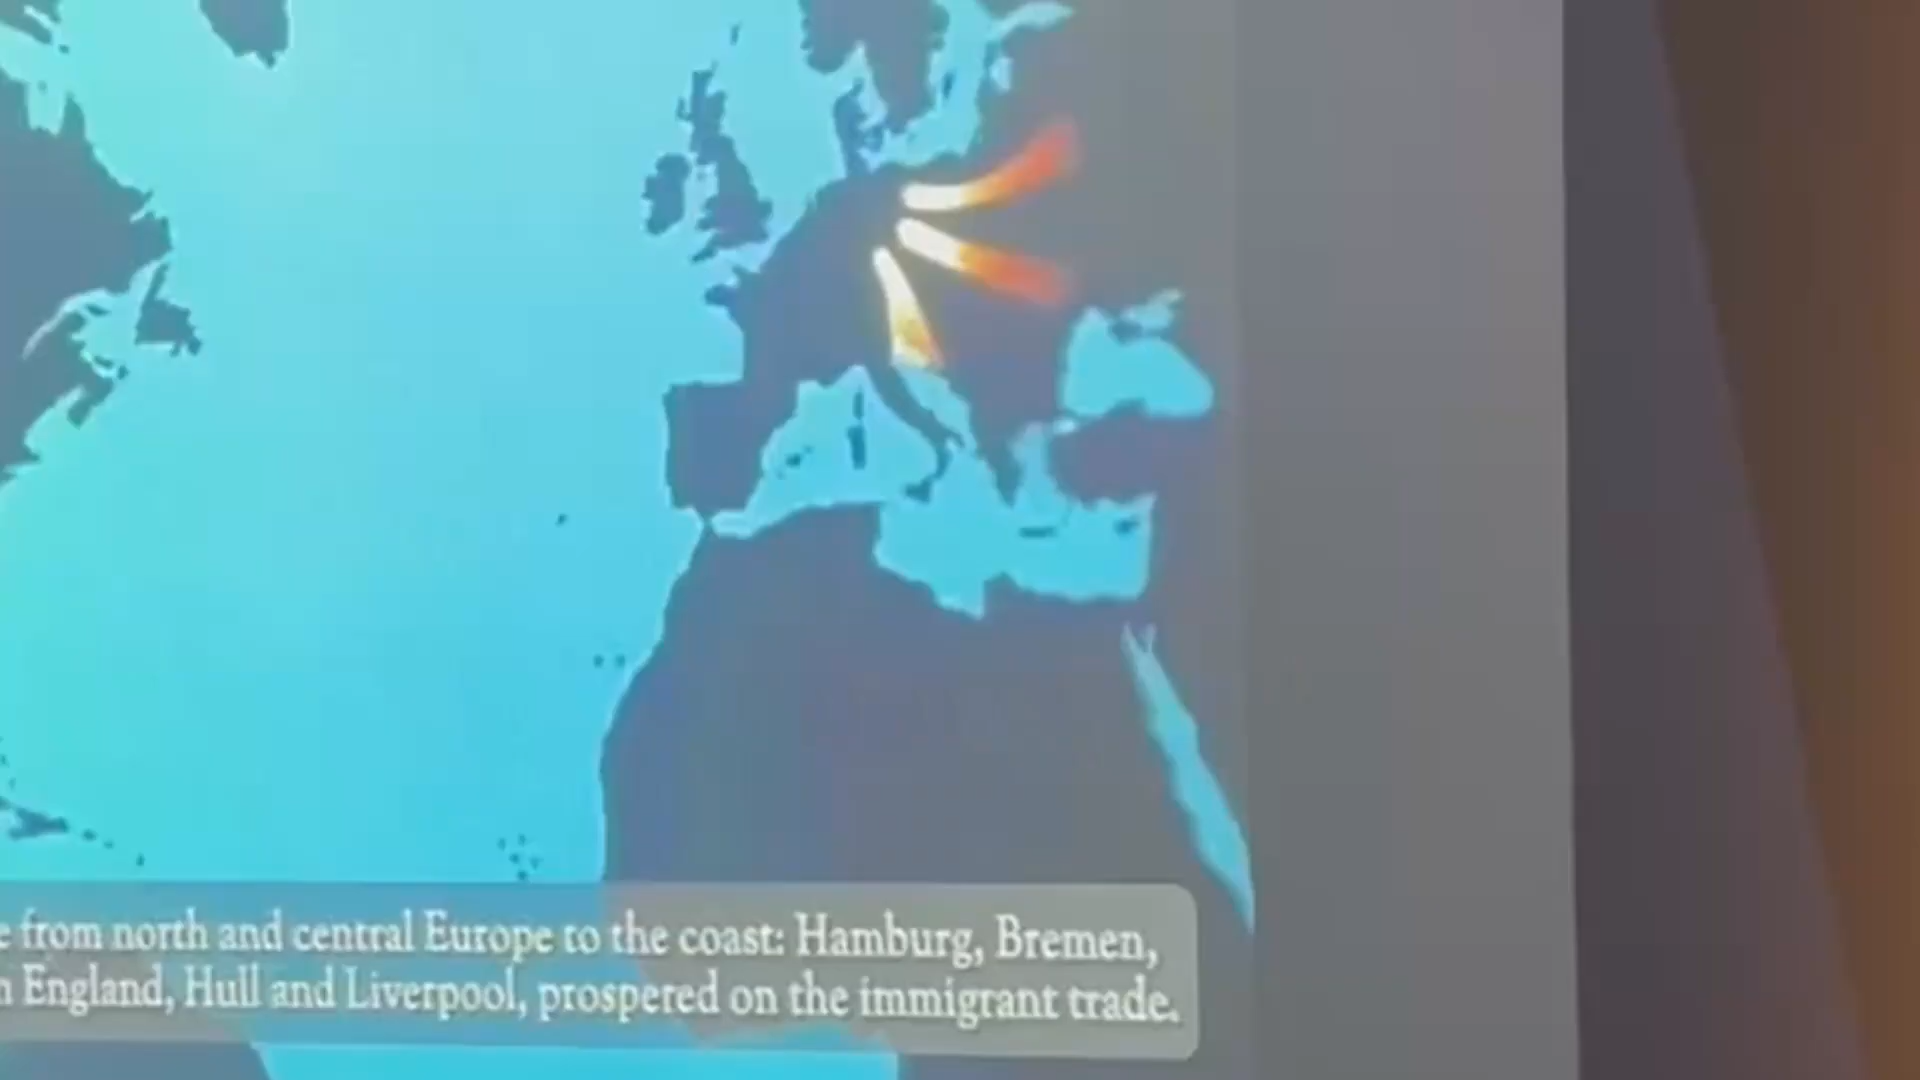 from north and central Europe to the coast: Hamburg, Bremen,
England, Hull and Liverpool, prospered on the immigrant trade.